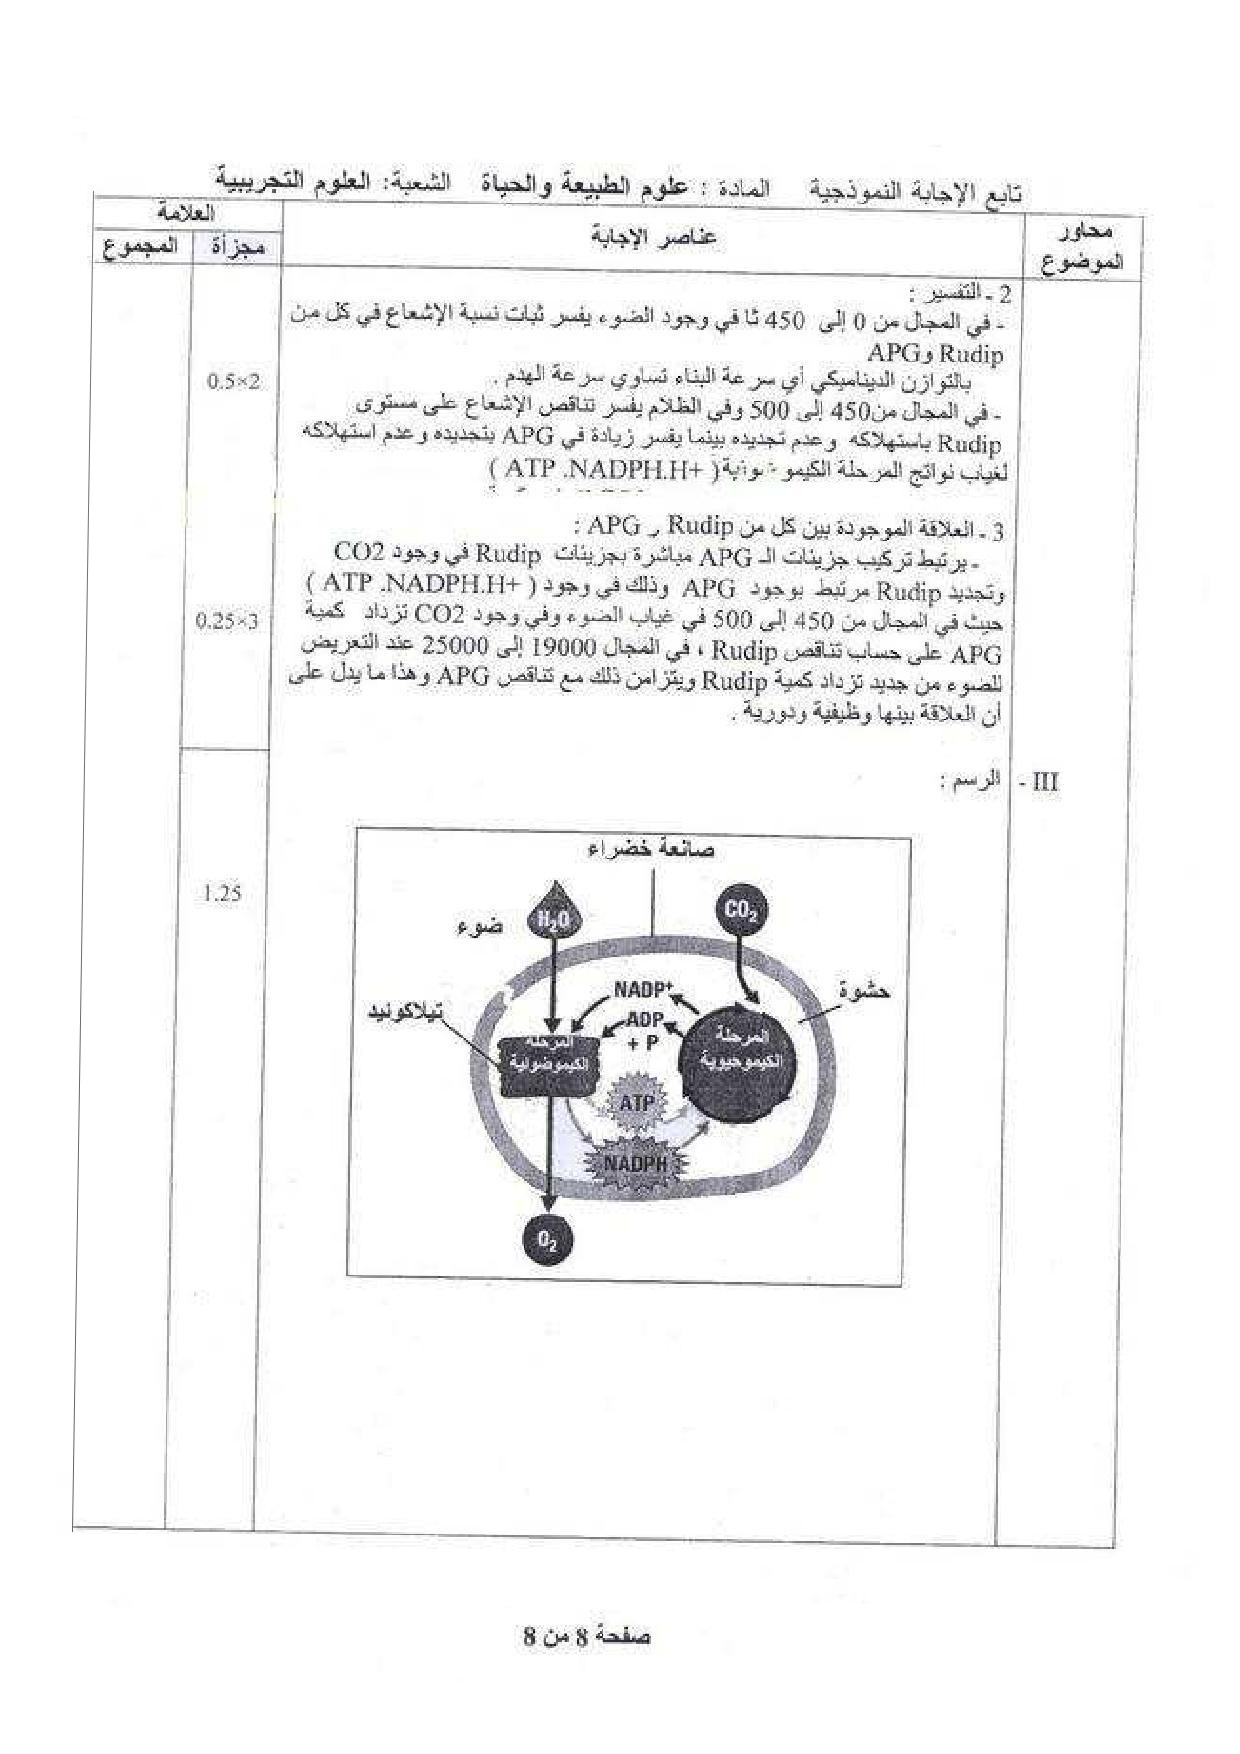 تابع الإجابة النموذجية المادة : علوم الطبيعة والحياة الشعبة: العلوم التجريبية
محاور الموضوع
عناصر الإجابة
العلامة
مجزأة
المجموع
2 ـ التفسير :
- في المجال من 0 إلى 450 ثا في وجود الضوء يفسر ثبات نسبة الإشعاع في كل من
Rudip وAPG
بالتوازن الديناميكي أي سرعة البناء تساوي سرعة الهدم .
- في المجال من450 إلى 500 وفي الظلام يفسر تناقص الإشعاع على مستوى
Rudip باستهلاكه وعدم تجديده بينما يفسر زيادة في APG بتجديده وعدم استهلاكه
لغياب نواتج المرحلة الكيمو ( ATP .NADPH.H+ )
0.5×2
3 ـ العلاقة الموجودة بين كل من Rudip و APG :
- يرتبط تركيب جزيئات الـ APG مباشرة بجزيئات Rudip في وجود CO2
وتجديد Rudip مرتبط بوجود APG وذلك في وجود ( ATP .NADPH.H+ )
حيث في المجال من 450 إلى 500 في غياب الضوء وفي وجود CO2 تزداد كمية
APG على حساب تناقص Rudip ، في المجال 19000 إلى 25000 عند التعريض
للضوء من جديد تزداد كمية Rudip ويتزامن ذلك مع تناقص APG وهذا ما يدل على
أن العلاقة بينها وظيفية ودورية .
0.25×3
III - الرسم :
1.25
صانعة خضراء
H₂O
CO₂
ضوء
حشوة
تيلاكوئيد
NADP⁺
ADP
+ P
المرحلة
الكيموضوئية
المرحلة
الكيموحيوية
ATP
NADPH
O₂
صفحة 8 من 8